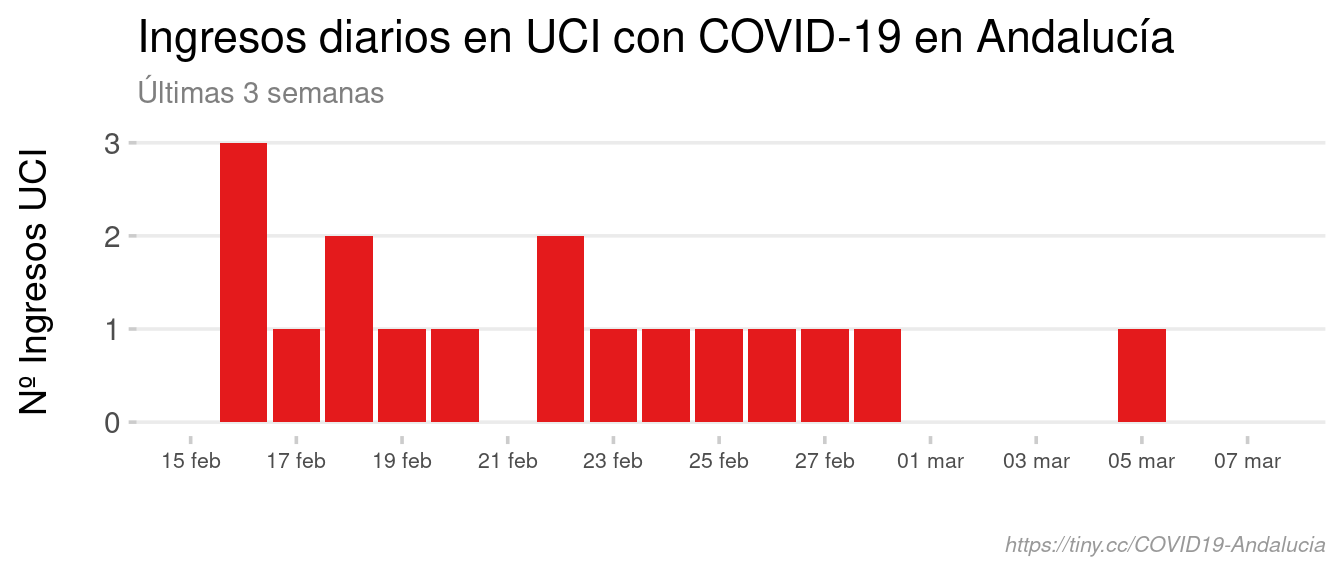 Ingresos diarios en UCI con COVID-19 en Andalucía
Últimas 3 semanas
Nº Ingresos UCI
3
2
1
0
15 feb 17 feb 19 feb 21 feb 23 feb 25 feb 27 feb 01 mar 03 mar 05 mar 07 mar
https://tiny.cc/COVID19-Andalucia